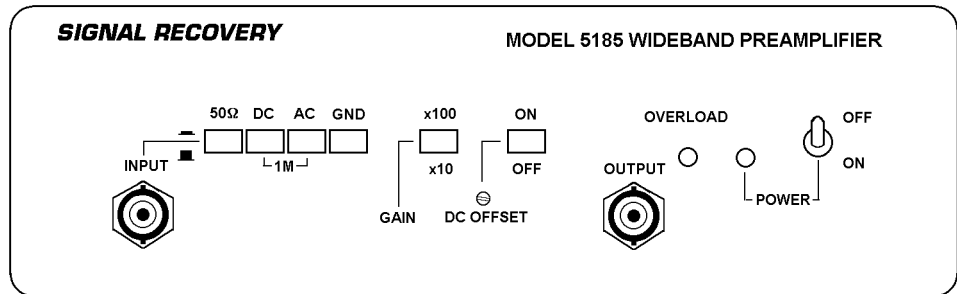 SIGNAL RECOVERY
MODEL 5185 WIDEBAND PREAMPLIFIER
50Ω DC AC GND
x100
ON
OVERLOAD
OFF
INPUT
1M
x10
OFF
OUTPUT
ON
GAIN
DC OFFSET
POWER